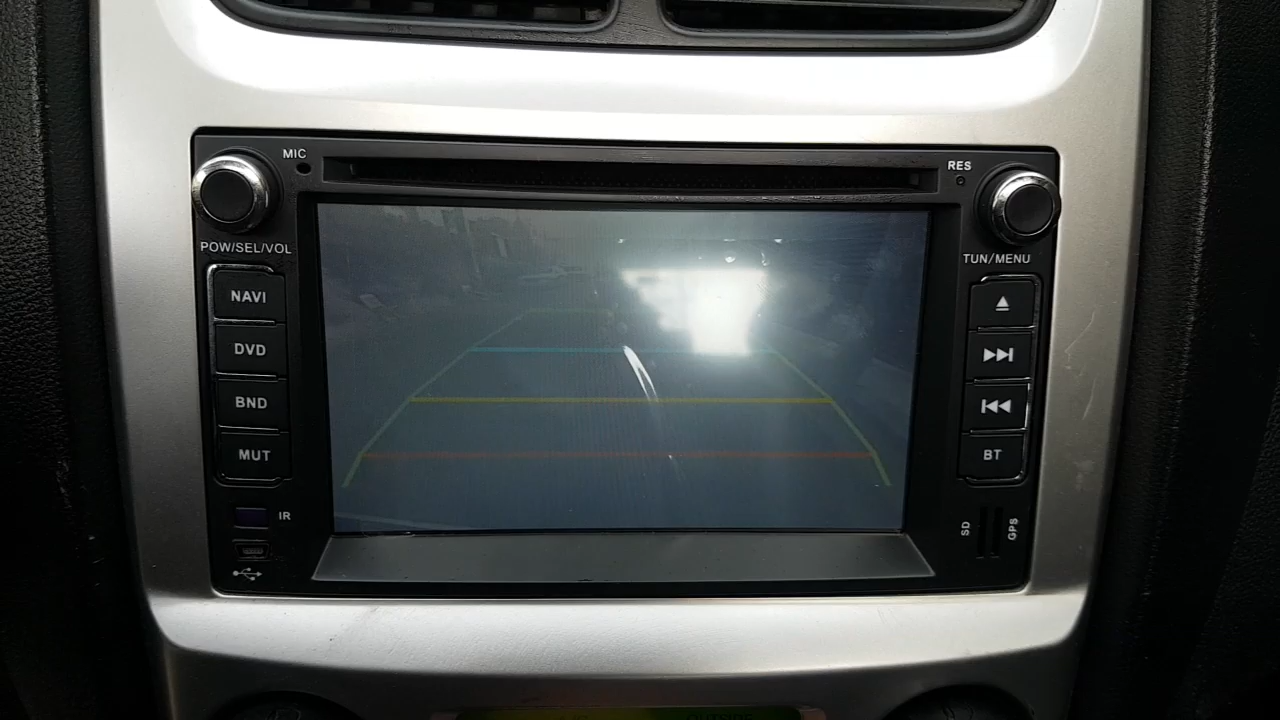 MIC
RES
POW/SEL/VOL
TUN/MENU
NAVI
DVD
BND
MUT
BT
IR
SD
GPS